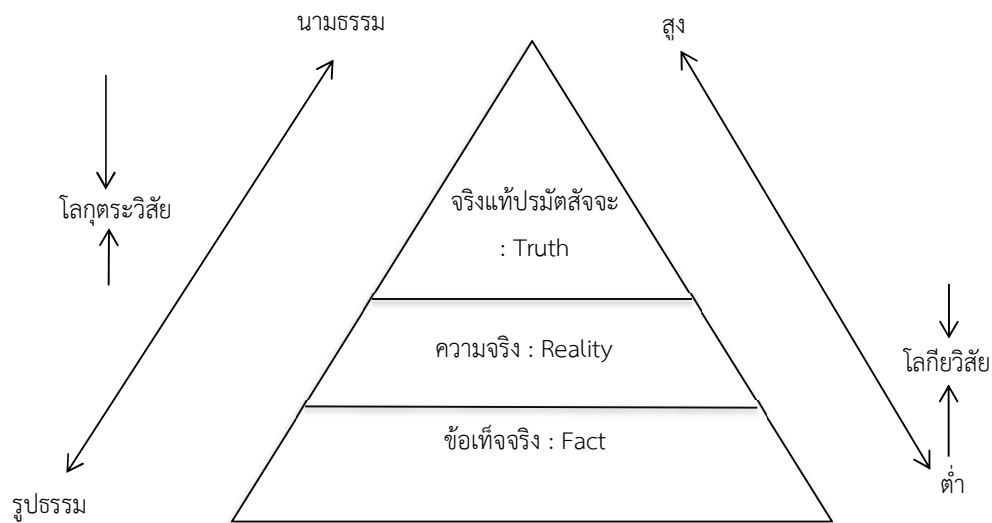 นามธรรม
สูง
จริงแท้ปรมัตสัจจะ
: Truth
โลกุตระวิสัย
ความจริง : Reality
โลกียวิสัย
ข้อเท็จจริง : Fact
รูปธรรม
ต่ำ